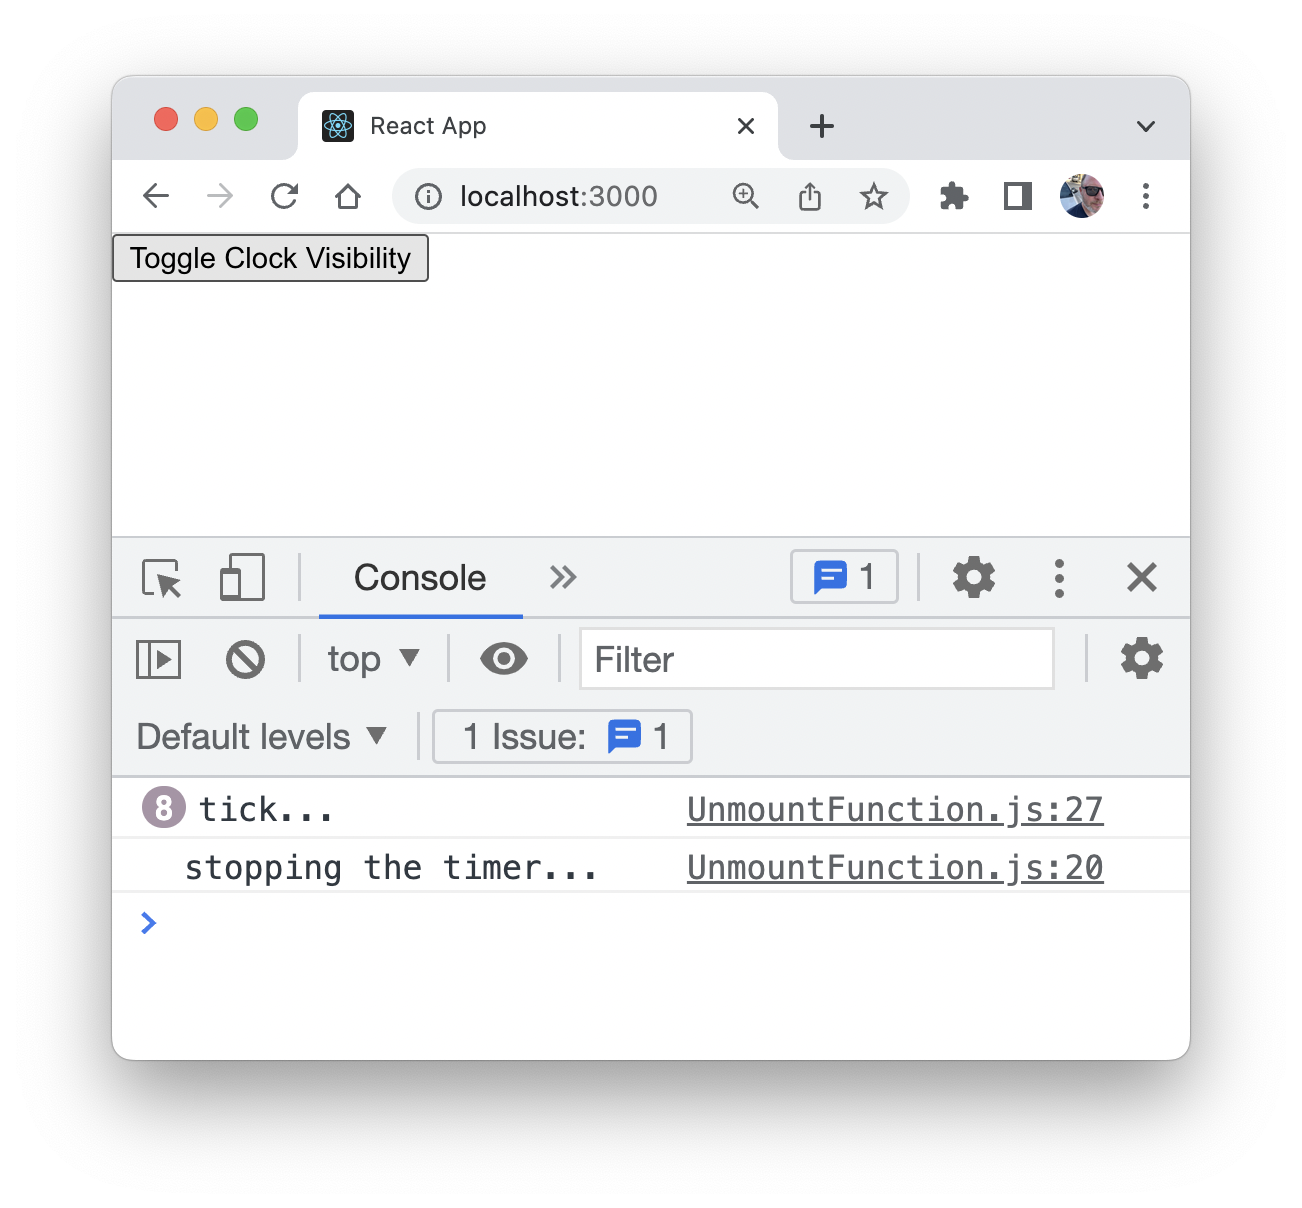 React App
localhost:3000
Toggle Clock Visibility
Console 1
top Filter
Default levels 1 Issue: 1
8 tick... UnmountFunction.js:27
stopping the timer... UnmountFunction.js:20